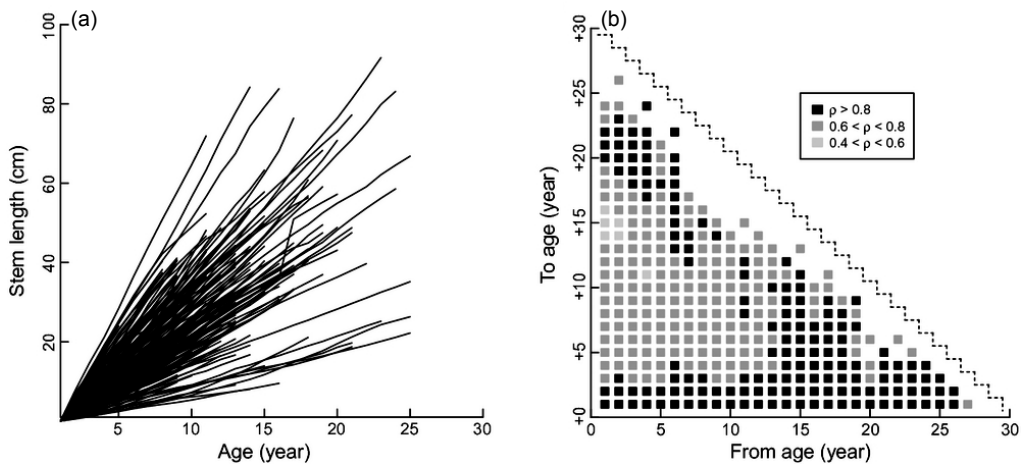 (a)
100
80
60
40
20
Stem length (cm)
5
10
15
20
25
30
Age (year)
(b)
+30
+25
+20
+15
+10
+5
+0
To age (year)
ρ > 0.8
0.6 < ρ < 0.8
0.4 < ρ < 0.6
0
5
10
15
20
25
30
From age (year)